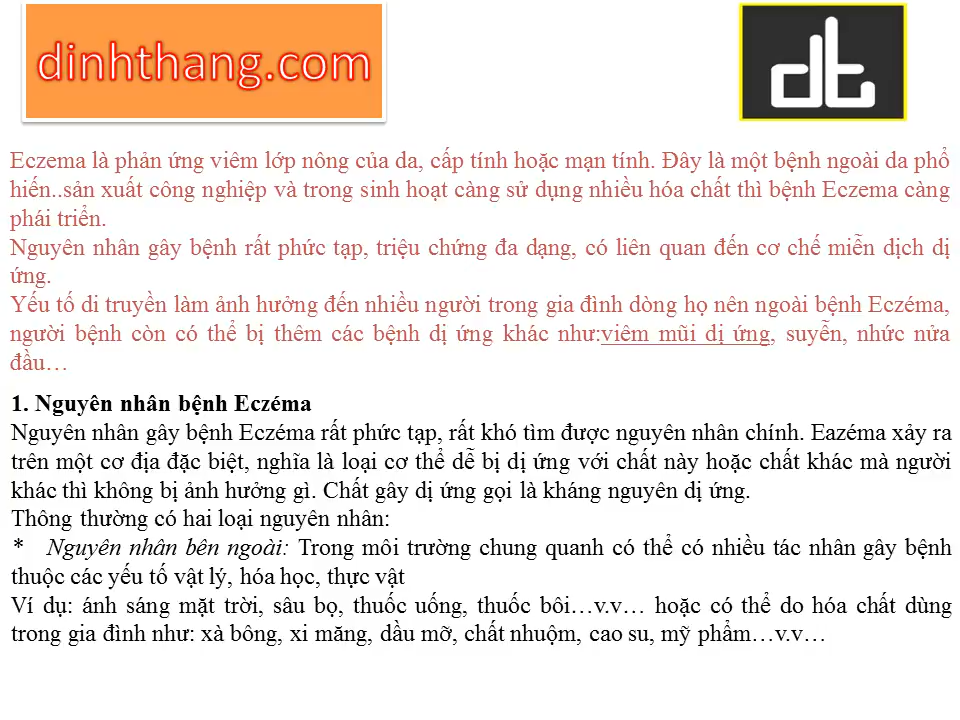 dinhthang.com
dt
Eczema là phản ứng viêm lớp nông của da, cấp tính hoặc mạn tính. Đây là một bệnh ngoài da phổ
hiến..sản xuất công nghiệp và trong sinh hoạt càng sử dụng nhiều hóa chất thì bệnh Eczema càng
phái triển.
Nguyên nhân gây bệnh rất phức tạp, triệu chứng đa dạng, có liên quan đến cơ chế miễn dịch dị
ứng.
Yếu tố di truyền làm ảnh hưởng đến nhiều người trong gia đình dòng họ nên ngoài bệnh Eczéma,
người bệnh còn có thể bị thêm các bệnh dị ứng khác như:viêm mũi dị ứng, suyễn, nhức nửa
đầu…
1. Nguyên nhân bệnh Eczéma
Nguyên nhân gây bệnh Eczéma rất phức tạp, rất khó tìm được nguyên nhân chính. Eazéma xảy ra
trên một cơ địa đặc biệt, nghĩa là loại cơ thể dễ bị dị ứng với chất này hoặc chất khác mà người
khác thì không bị ảnh hưởng gì. Chất gây dị ứng gọi là kháng nguyên dị ứng.
Thông thường có hai loại nguyên nhân:
* Nguyên nhân bên ngoài: Trong môi trường chung quanh có thể có nhiều tác nhân gây bệnh
thuộc các yếu tố vật lý, hóa học, thực vật
Ví dụ: ánh sáng mặt trời, sâu bọ, thuốc uống, thuốc bôi…v.v… hoặc có thể do hóa chất dùng
trong gia đình như: xà bông, xi măng, dầu mỡ, chất nhuộm, cao su, mỹ phẩm…v.v…